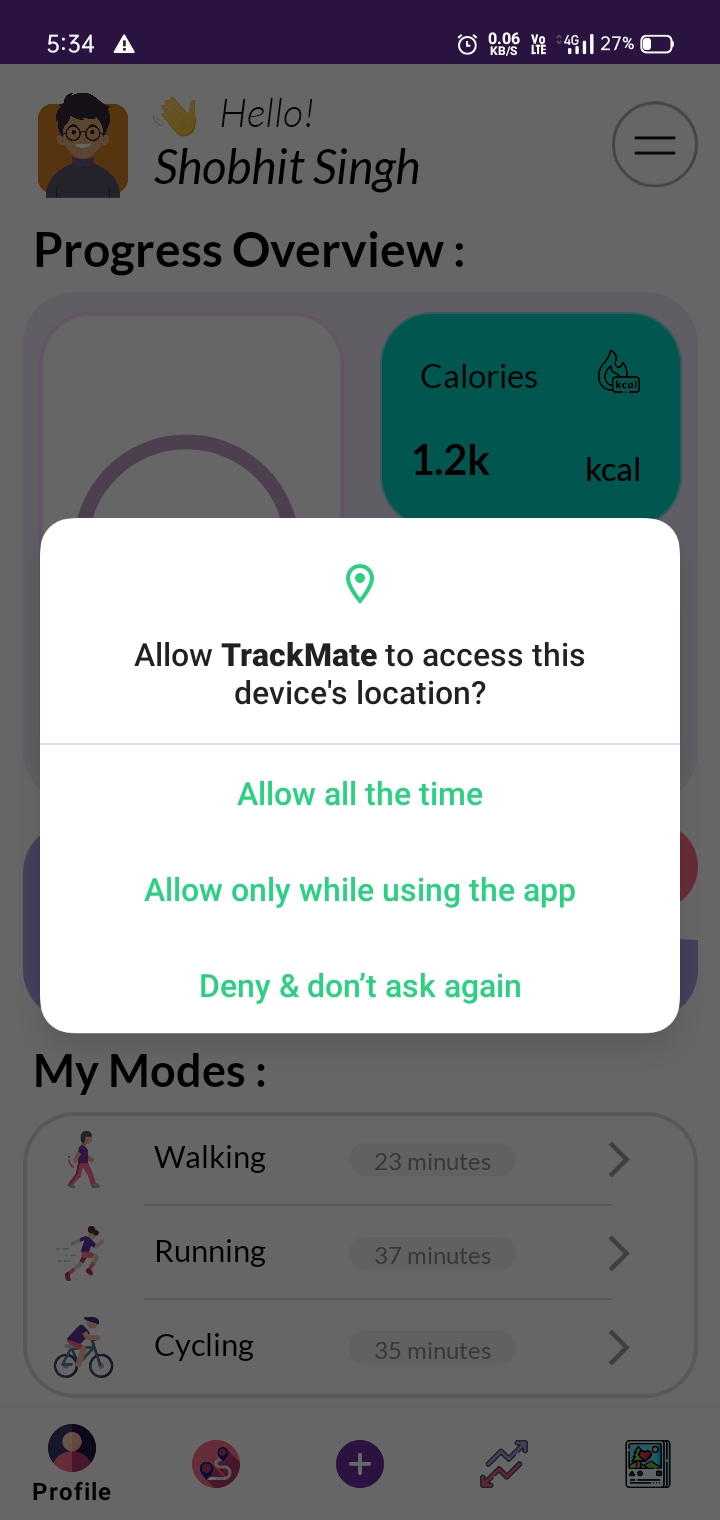 5:34
0.06
KB/S
Vo
LTE
4G
27%
Hello!
Shobhit Singh
Progress Overview :
Calories
kcal
1.2k
kcal
Allow TrackMate to access this
device's location?
Allow all the time
Allow only while using the app
Deny & don’t ask again
My Modes :
Walking
23 minutes
Running
37 minutes
Cycling
35 minutes
Profile